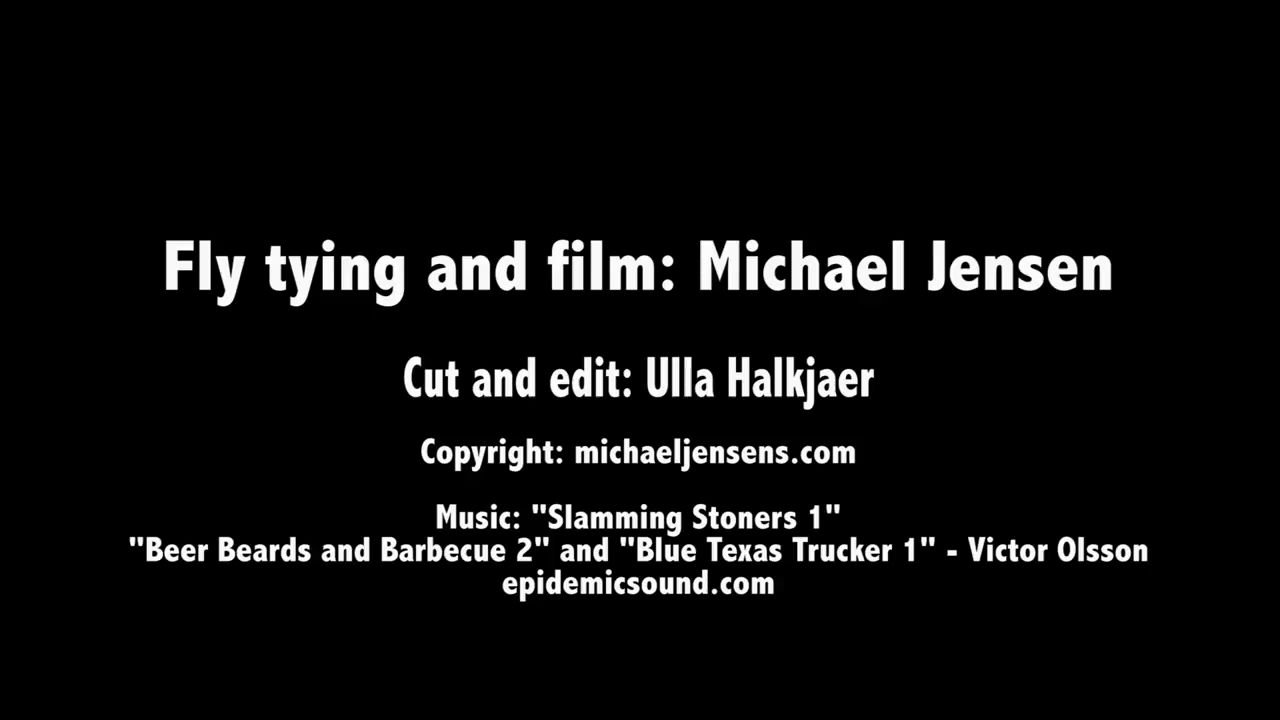 Fly tying and film: Michael Jensen
Cut and edit: Ulla Halkjaer
Copyright: michaeljensens.com
Music: "Slamming Stoners 1"
"Beer Beards and Barbecue 2" and "Blue Texas Trucker 1" - Victor Olsson
epidemicsound.com